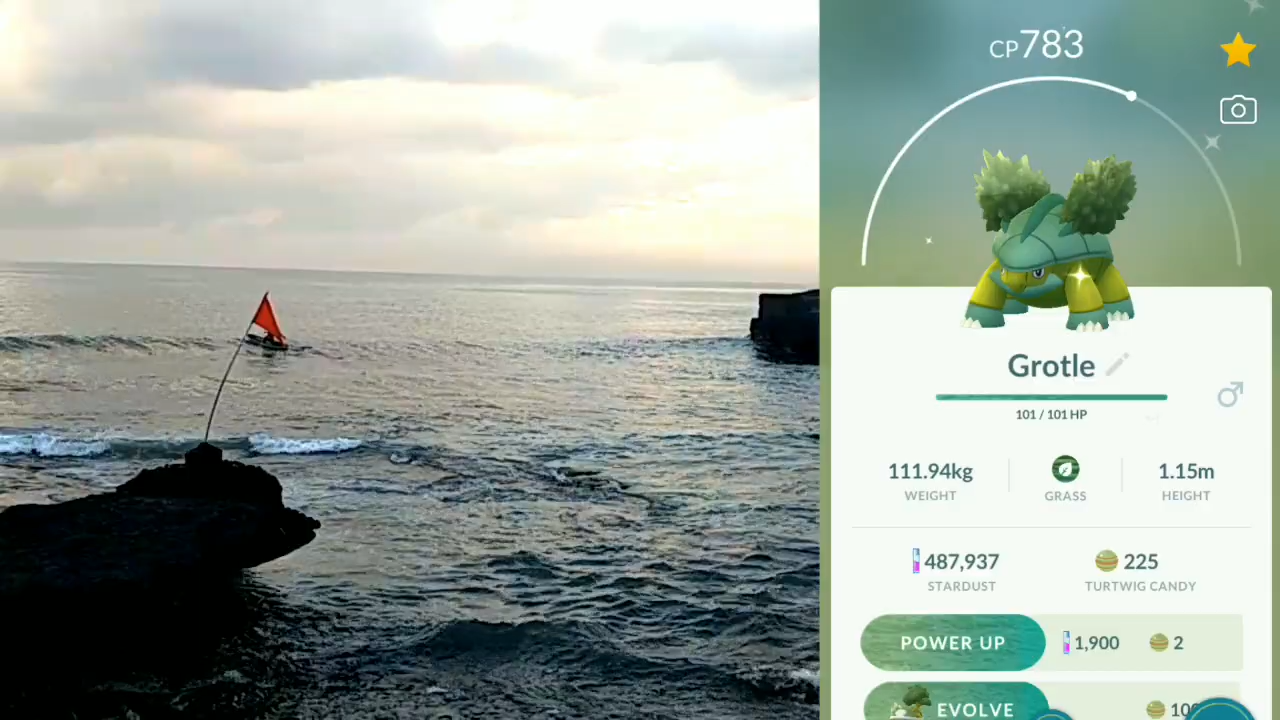 CP783
Grotle
101 / 101 HP
111.94kg
WEIGHT
GRASS
1.15m
HEIGHT
487,937
STARDUST
225
TURTWIG CANDY
POWER UP
1,900
2
EVOLVE